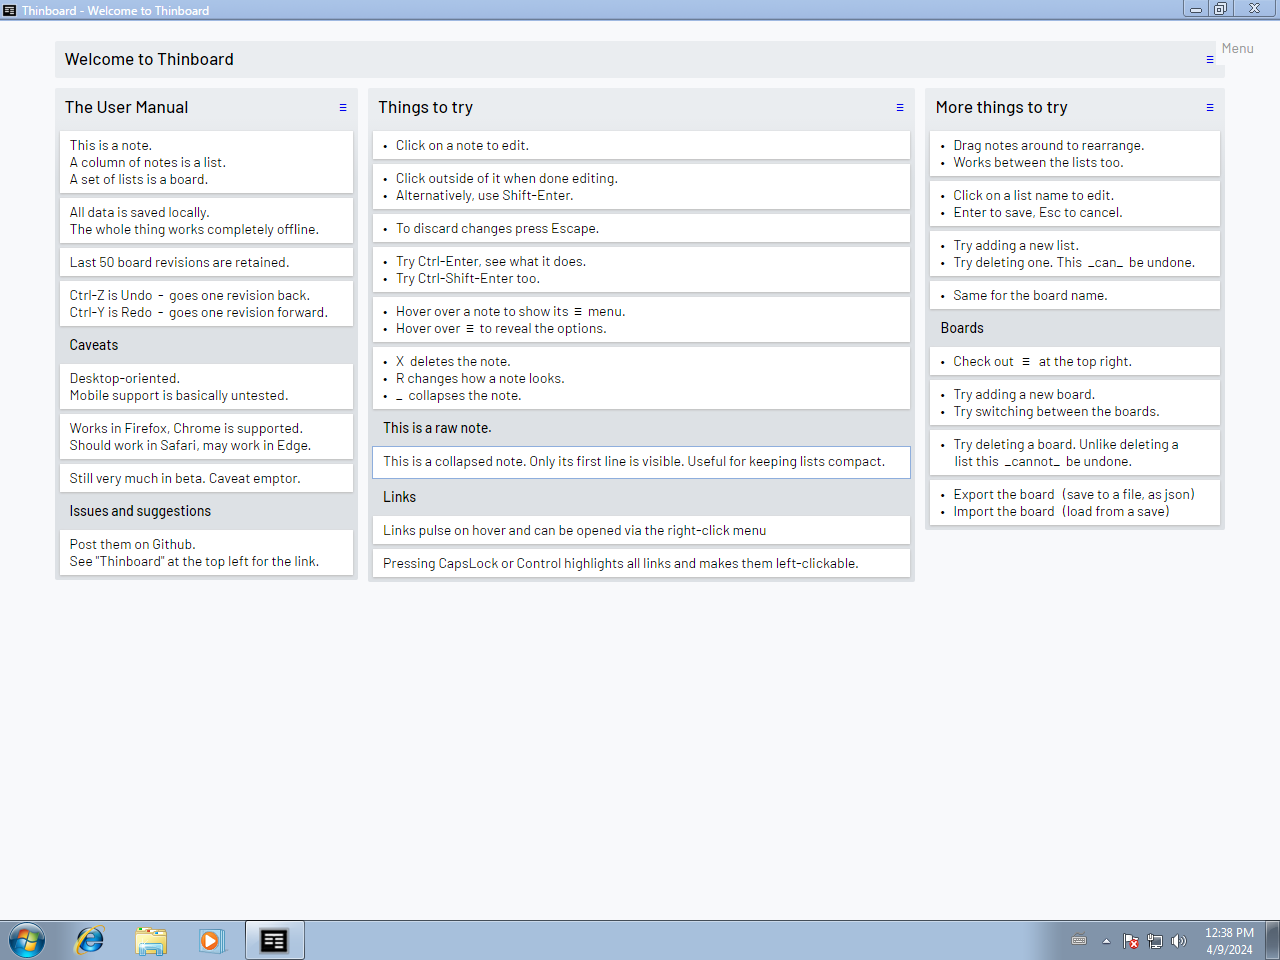 Thinboard - Welcome to Thinboard
Menu
Welcome to Thinboard
≡
The User Manual
≡
This is a note.
A column of notes is a list.
A set of lists is a board.
All data is saved locally.
The whole thing works completely offline.
Last 50 board revisions are retained.
Ctrl-Z is Undo - goes one revision back.
Ctrl-Y is Redo - goes one revision forward.
Caveats
Desktop-oriented.
Mobile support is basically untested.
Works in Firefox, Chrome is supported.
Should work in Safari, may work in Edge.
Still very much in beta. Caveat emptor.
Issues and suggestions
Post them on Github.
See "Thinboard" at the top left for the link.
Things to try
≡
• Click on a note to edit.
• Click outside of it when done editing.
• Alternatively, use Shift-Enter.
• To discard changes press Escape.
• Try Ctrl-Enter, see what it does.
• Try Ctrl-Shift-Enter too.
• Hover over a note to show its ≡ menu.
• Hover over ≡ to reveal the options.
• X deletes the note.
• R changes how a note looks.
• _ collapses the note.
This is a raw note.
This is a collapsed note. Only its first line is visible. Useful for keeping lists compact.
Links
Links pulse on hover and can be opened via the right-click menu
Pressing CapsLock or Control highlights all links and makes them left-clickable.
More things to try
≡
• Drag notes around to rearrange.
• Works between the lists too.
• Click on a list name to edit.
• Enter to save, Esc to cancel.
• Try adding a new list.
• Try deleting one. This _can_ be undone.
• Same for the board name.
Boards
• Check out ≡ at the top right.
• Try adding a new board.
• Try switching between the boards.
• Try deleting a board. Unlike deleting a
list this _cannot_ be undone.
• Export the board (save to a file, as json)
• Import the board (load from a save)
12:38 PM
4/9/2024